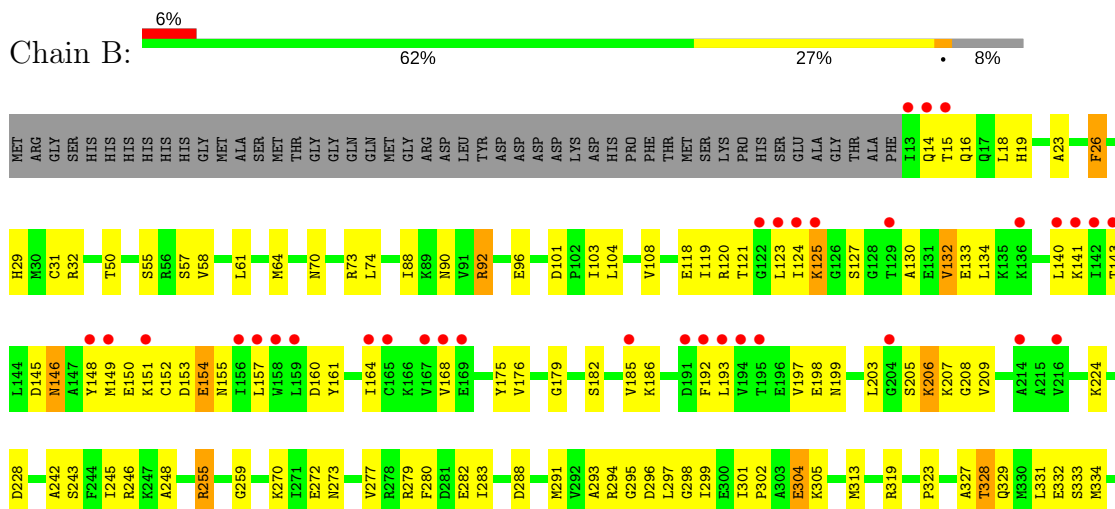 6%
Chain B:
62% 27% • 8%
MET ARG GLY SER HIS HIS HIS HIS HIS HIS GLY MET ALA SER MET THR GLY GLY GLN GLN MET GLY ARG ASP LEU TYR ASP ASP ASP ASP LYS ASP HIS PRO PHE THR MET SER LYS PRO HIS SER GLU ALA GLY THR ALA PHE I13 Q14 T15 Q16 Q17 L18 H19 A23 F26
H29 M30 G31 R32 T50 S55 R56 S57 V58 L61 M64 N70 R73 L74 I88 K89 N90 V91 R92 E96 D101 P102 I103 L104 V108 E118 I119 R120 T121 G122 L123 I124 K125 G126 S127 G128 T129 A130 E131 V132 E133 L134 K135 K136 L140 K141 I142 T143
L144 D145 N146 A147 Y148 M149 E150 K151 C152 D153 E154 N155 I156 L157 W158 L159 D160 Y161 I164 C165 K166 V167 V168 E169 Y175 V176 G179 S182 V185 K186 D191 F192 L193 V194 T195 E196 V197 E198 N199 L203 G204 S205 K206 K207 G208 V209 A214 A215 V216 K224
D228 A242 S243 F244 I245 R246 K247 A248 R255 G259 K270 I271 E272 N273 V277 R278 R279 F280 D281 E282 I283 D288 M291 V292 A293 R294 G295 D296 L297 G298 I299 E300 I301 P302 A303 E304 K305 M313 R319 P323 A327 T328 Q329 M330 L331 E332 S333 M334